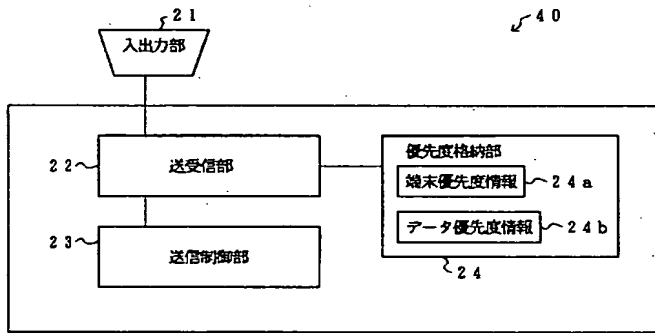 21
40
入出力部
22
送受信部
優先度格納部
端末優先度情報
24a
データ優先度情報
24b
23
送信制御部
24